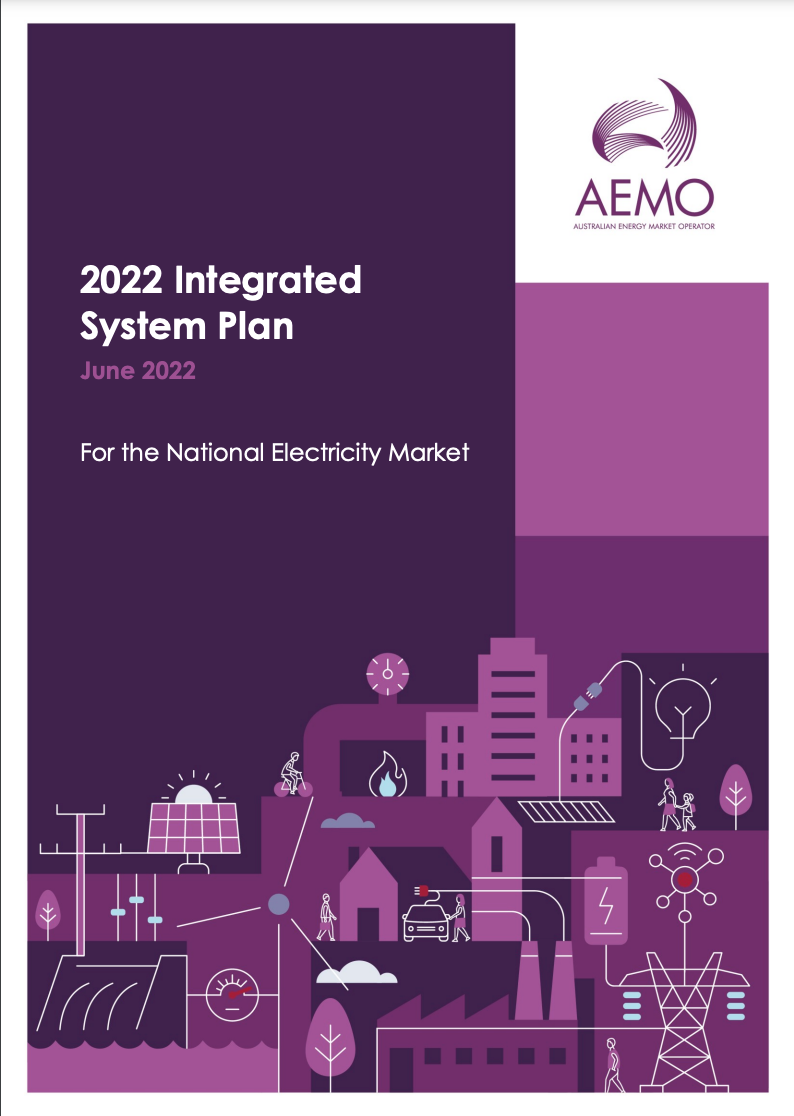 AEMO
AUSTRALIAN ENERGY MARKET OPERATOR
2022 Integrated
System Plan
June 2022
For the National Electricity Market